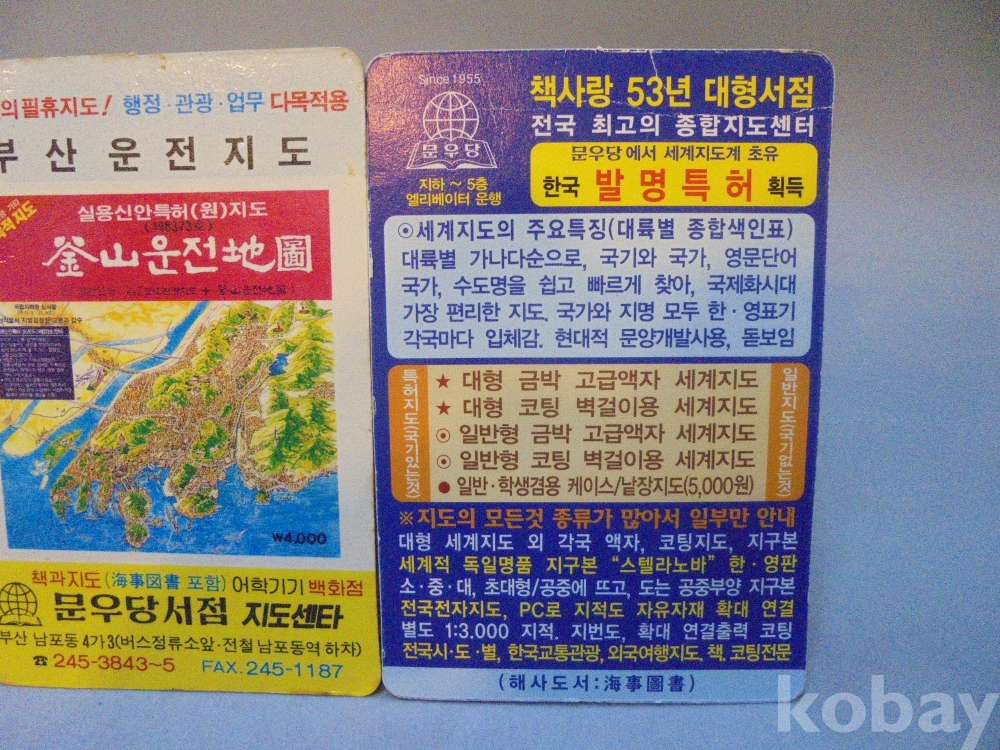 의필휴지도! 행정·관광·업무 다목적용
부산운전지도
실용신안특허(원)지도
釜山운전地圖
₩4,000
책과지도(海事図書 포함) 어학기기 백화점
문우당서점 지도센타
부산 남포동 4가3(버스정류소앞·전철 남포동역 하차)
☎ 245-3843~5 FAX. 245-1187
Since 1955
문우당
지하 ~ 5층
엘리베이터 운행
책사랑 53년 대형서점
전국 최고의 종합지도센터
문우당에서 세계지도계 초유
한국 발명특허 획득
⊙세계지도의 주요특징(대륙별 종합색인표)
대륙별 가나다순으로, 국기와 국가, 영문단어
국가, 수도명을 쉽고 빠르게 찾아, 국제화시대
가장 편리한 지도. 국가와 지명 모두 한·영표기
각국마다 입체감. 현대적 문양개발사용, 돋보임
특허지도(국기있는것)
★ 대형 금박 고급액자 세계지도
★ 대형 코팅 벽걸이용 세계지도
⊙ 일반형 금박 고급액자 세계지도
⊙ 일반형 코팅 벽걸이용 세계지도
● 일반·학생겸용 케이스/낱장지도(5,000원)
일반지도(국기없는것)
※지도의 모든것 종류가 많아서 일부만 안내
대형 세계지도 외 각국 액자, 코팅지도, 지구본
세계적 독일명품 지구본 "스텔라노바" 한·영판
소·중·대, 초대형/공중에 뜨고, 도는 공중부양 지구본
전국전자지도, PC로 지적도 자유자재 확대 연결
별도 1:3.000 지적. 지번도, 확대 연결출력 코팅
전국시·도·별, 한국교통관광, 외국여행지도, 책, 코팅전문
(해사도서:海事圖書)
kobay